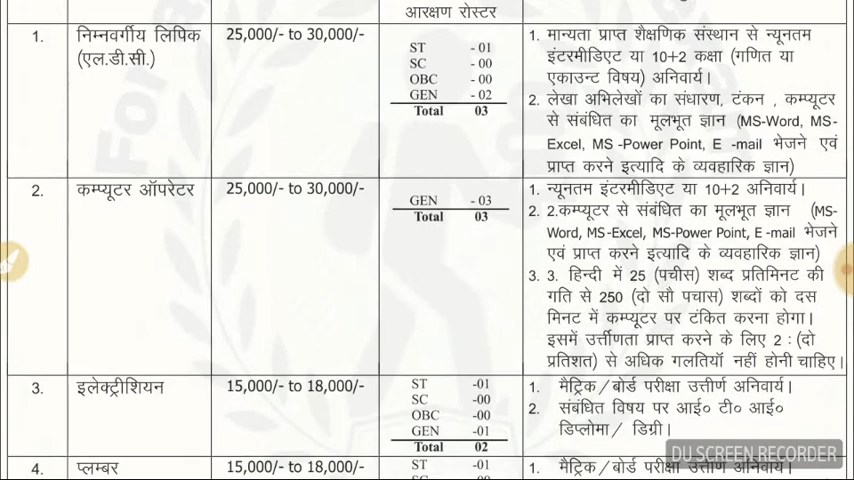 आरक्षण रोस्टर
1. निम्नवर्गीय लिपिक (एल.डी.सी.) 25,000/- to 30,000/-
ST - 01
SC - 00
OBC - 00
GEN - 02
Total 03
1. मान्यता प्राप्त शैक्षणिक संस्थान से न्यूनतम
इंटरमीडिएट या 10+2 कक्षा (गणित या
एकाउन्ट विषय) अनिवार्य।
2. लेखा अभिलेखों का संधारण, टंकन , कम्प्यूटर
से संबंधित का मूलभूत ज्ञान (MS-Word, MS-
Excel, MS -Power Point, E -mail भेजने एवं
प्राप्त करने इत्यादि के व्यवहारिक ज्ञान)
2. कम्प्यूटर ऑपरेटर 25,000/- to 30,000/-
GEN - 03
Total 03
1. न्यूनतम इंटरमीडिएट या 10+2 अनिवार्य।
2. 2.कम्प्यूटर से संबंधित का मूलभूत ज्ञान (MS-
Word, MS-Excel, MS-Power Point, E-mail भेजने
एवं प्राप्त करने इत्यादि के व्यवहारिक ज्ञान)
3. 3. हिन्दी में 25 (पचीस) शब्द प्रतिमिनट की
गति से 250 (दो सौ पचास) शब्दों को दस
मिनट में कम्प्यूटर पर टंकित करना होगा।
इसमें उर्त्तीणता प्राप्त करने के लिए 2 : (दो
प्रतिशत) से अधिक गलतियाँ नहीं होनी चाहिए।
3. इलेक्ट्रीशियन 15,000/- to 18,000/-
ST -01
SC -00
OBC -00
GEN -01
Total 02
1. मैट्रिक/बोर्ड परीक्षा उत्तीर्ण अनिवार्य।
2. संबंधित विषय पर आई० टी० आई०
डिप्लोमा/ डिग्री।
DU SCREEN RECORDER
4. प्लम्बर 15,000/- to 18,000/-
ST -01
1. मैट्रिक/बोर्ड परीक्षा उत्तीर्ण अनिवार्य।